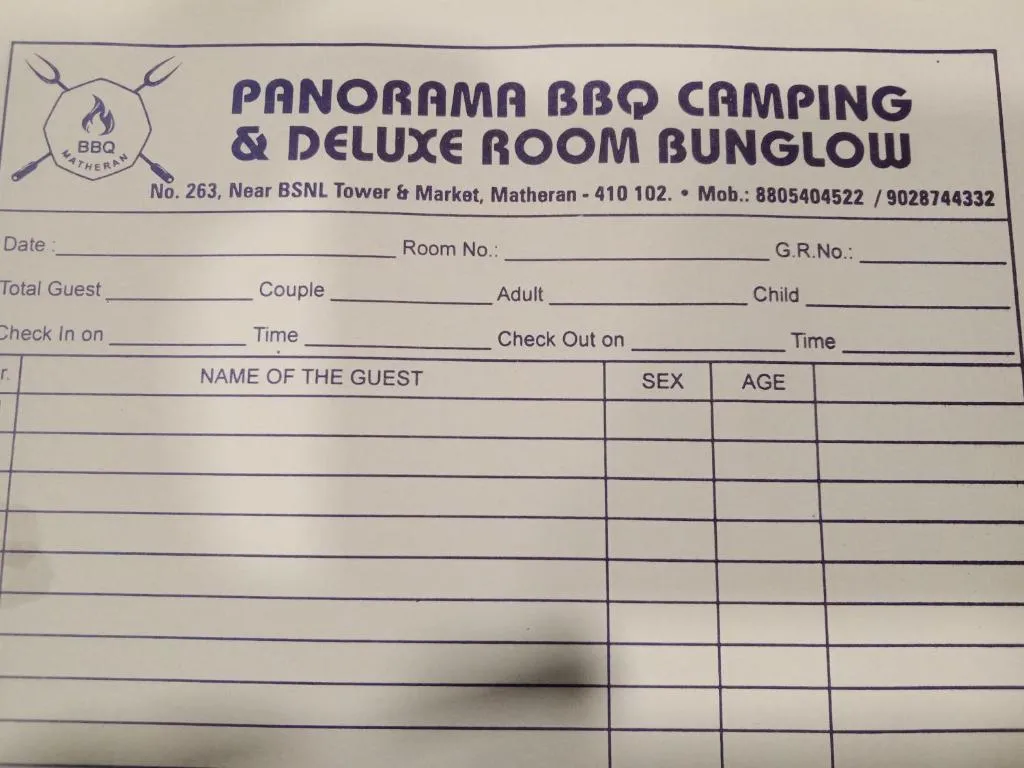 BBQ
MATHERAN
PANORAMA BBQ CAMPING
& DELUXE ROOM BUNGLOW
No. 263, Near BSNL Tower & Market, Matheran - 410 102. • Mob.: 8805404522 / 9028744332
Date : Room No.: G.R.No.:
Total Guest Couple Adult Child
Check In on Time Check Out on Time
r. NAME OF THE GUEST SEX AGE